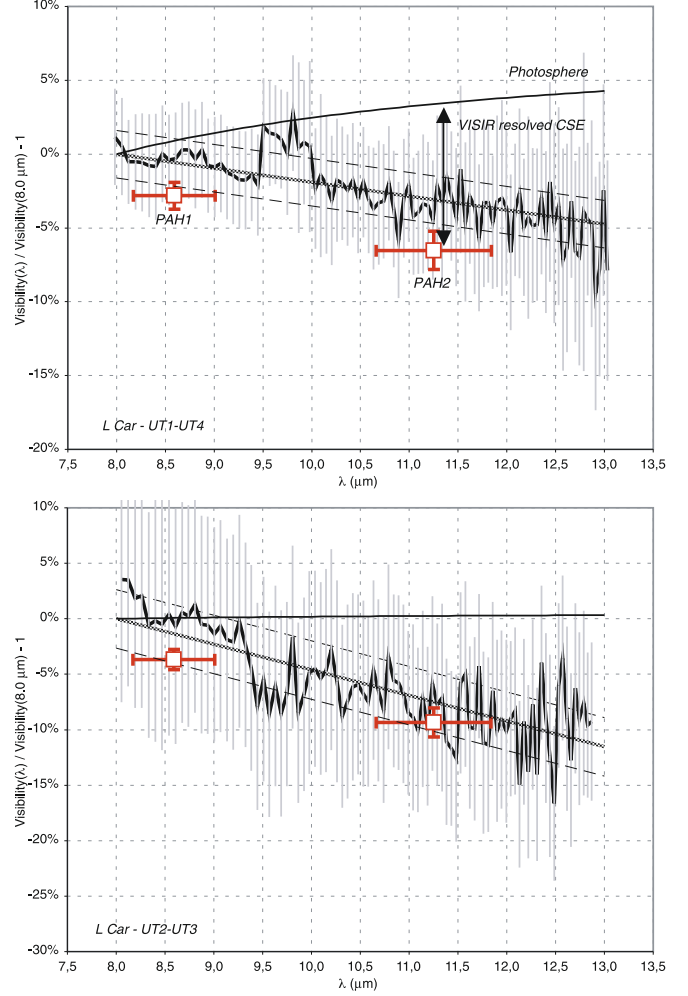 10%
5%
0%
-5%
-10%
-15%
-20%
Visibility(λ) / Visibility(8.0 μm) - 1
Photosphere
VISIR resolved CSE
PAH1
PAH2
L Car - UT1-UT4
7,5 8,0 8,5 9,0 9,5 10,0 10,5 11,0 11,5 12,0 12,5 13,0 13,5
λ (μm)
10%
5%
0%
-5%
-10%
-15%
-20%
-25%
-30%
Visibility(λ) / Visibility(8.0 μm) - 1
L Car - UT2-UT3
7,5 8,0 8,5 9,0 9,5 10,0 10,5 11,0 11,5 12,0 12,5 13,0 13,5
λ (μm)